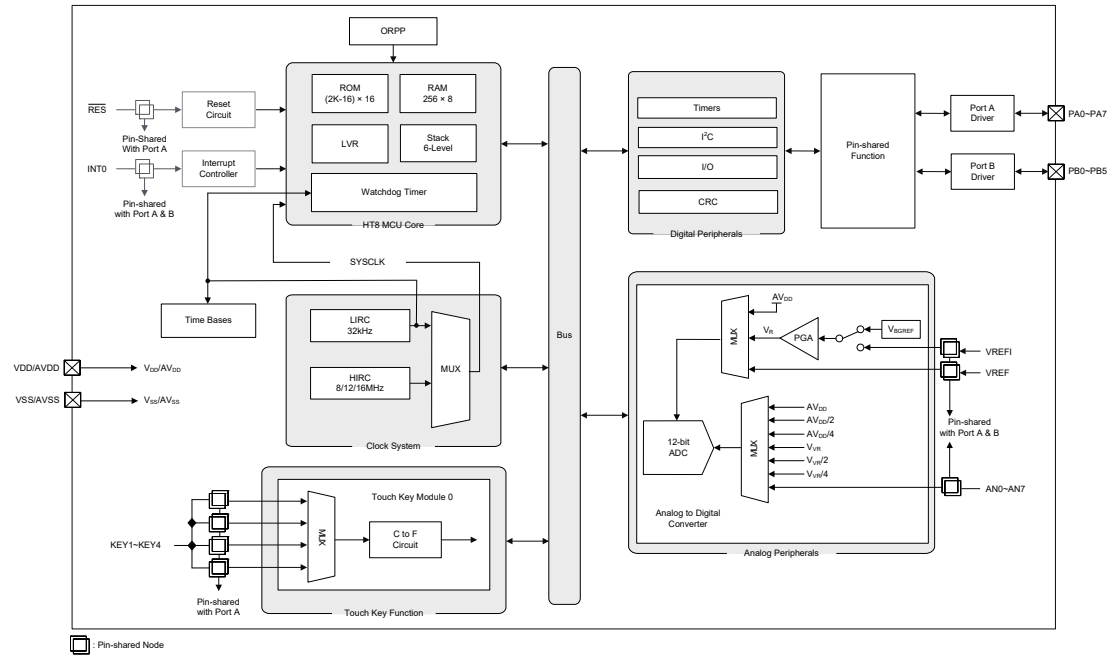 ORPP
ROM
(2K-16) × 16
RAM
256 × 8
LVR
Stack
6-Level
Watchdog Timer
HT8 MCU Core
RES
Reset
Circuit
Pin-Shared
With Port A
INT0
Interrupt
Controller
Pin-shared
with Port A & B
SYSCLK
Time Bases
LIRC
32kHz
HIRC
8/12/16MHz
MUX
Clock System
VDD/AVDD
VDD/AVDD
VSS/AVSS
VSS/AVSS
Touch Key Module 0
MUX
C to F
Circuit
KEY1~KEY4
Pin-shared
with Port A
Touch Key Function
Bus
Timers
I²C
I/O
CRC
Digital Peripherals
Pin-shared
Function
Port A
Driver
PA0~PA7
Port B
Driver
PB0~PB5
AVDD
MUX
VR
PGA
VBGREF
VREFI
VREF
Pin-shared
with Port A & B
12-bit
ADC
MUX
AVDD
AVDD/2
AVDD/4
VVR
VVR/2
VVR/4
AN0~AN7
Analog to Digital
Converter
Analog Peripherals
: Pin-shared Node